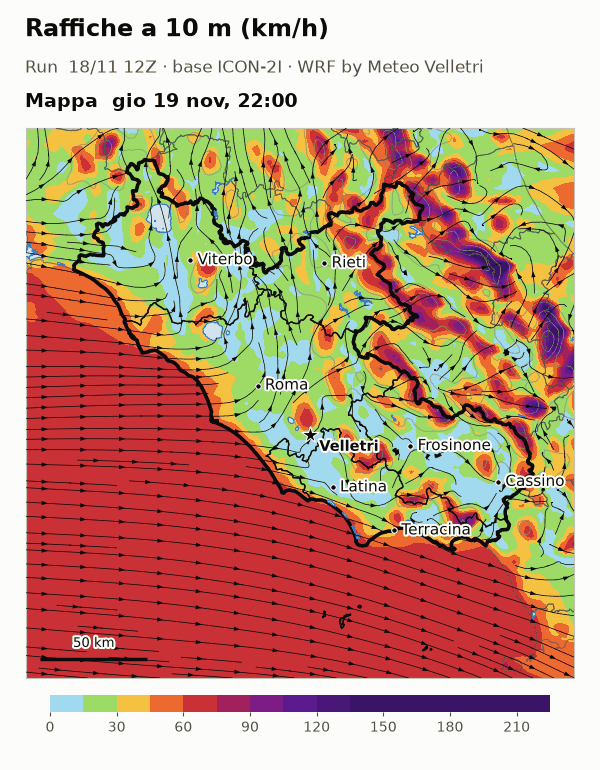 Raffiche a 10 m (km/h)
Run 18/11 12Z · base ICON-2I · WRF by Meteo Velletri
Mappa gio 19 nov, 22:00
Viterbo
Rieti
Roma
Velletri
Frosinone
Cassino
Latina
Terracina
50 km
0 30 60 90 120 150 180 210